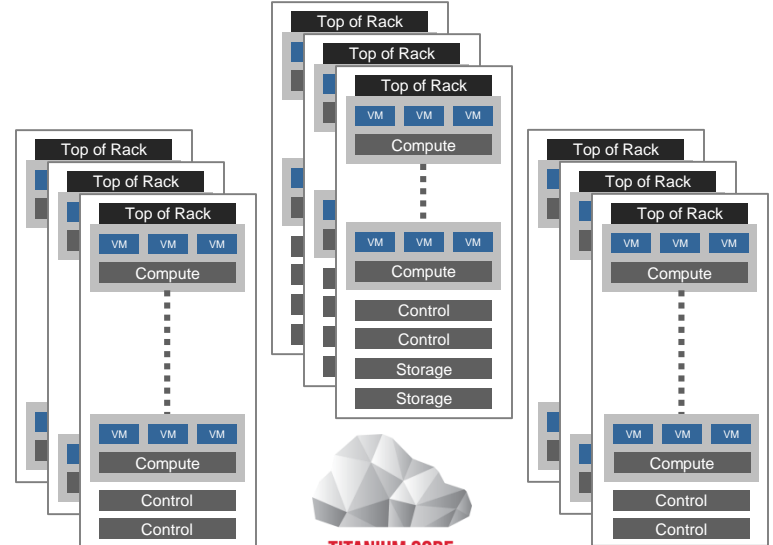 Top of Rack
Top of Rack
Top of Rack
VM VM VM
Compute
VM VM VM
Compute
Control
Control
Storage
Storage
Top of Rack
Top of Rack
Top of Rack
VM VM VM
Compute
VM VM VM
Compute
Control
Control
Top of Rack
Top of Rack
Top of Rack
VM VM VM
Compute
VM VM VM
Compute
Control
Control
TITANIUM CORE